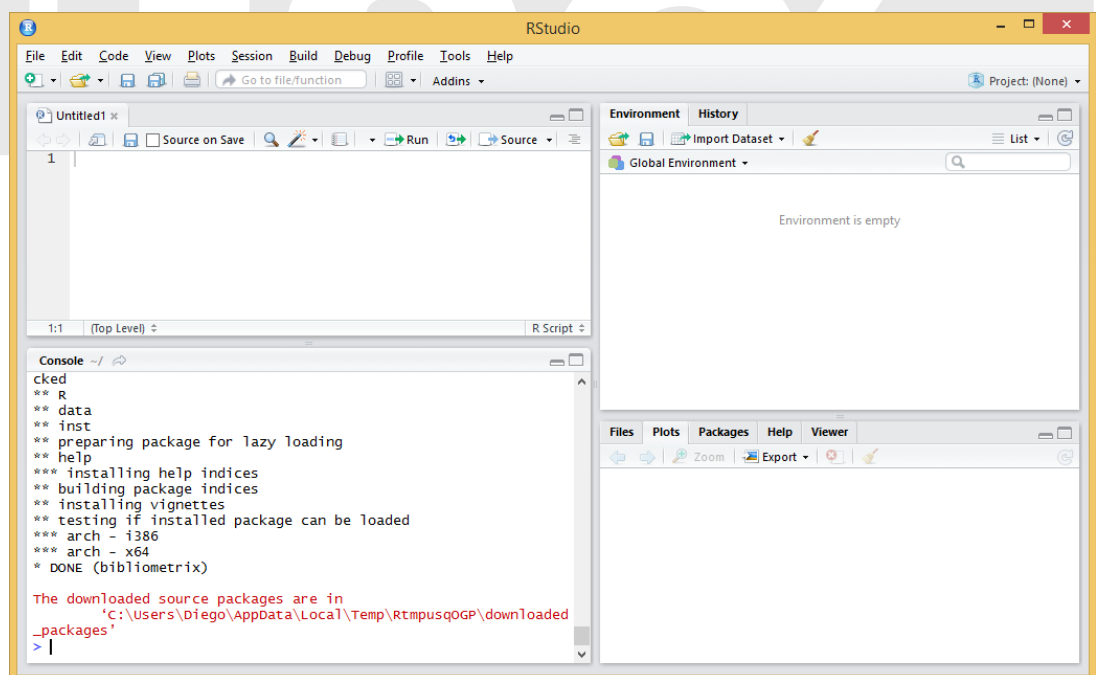 RStudio
File Edit Code View Plots Session Build Debug Profile Tools Help
Go to file/function Addins Project: (None)
Untitled1
Source on Save Run Source
1
1:1 (Top Level) R Script
Console ~/
cked
** R
** data
** inst
** preparing package for lazy loading
** help
*** installing help indices
** building package indices
** installing vignettes
** testing if installed package can be loaded
*** arch - i386
*** arch - x64
* DONE (bibliometrix)
The downloaded source packages are in
‘C:\Users\Diego\AppData\Local\Temp\RtmpusqOGP\downloaded
_packages’
>
Environment History
Import Dataset List
Global Environment
Environment is empty
Files Plots Packages Help Viewer
Zoom Export